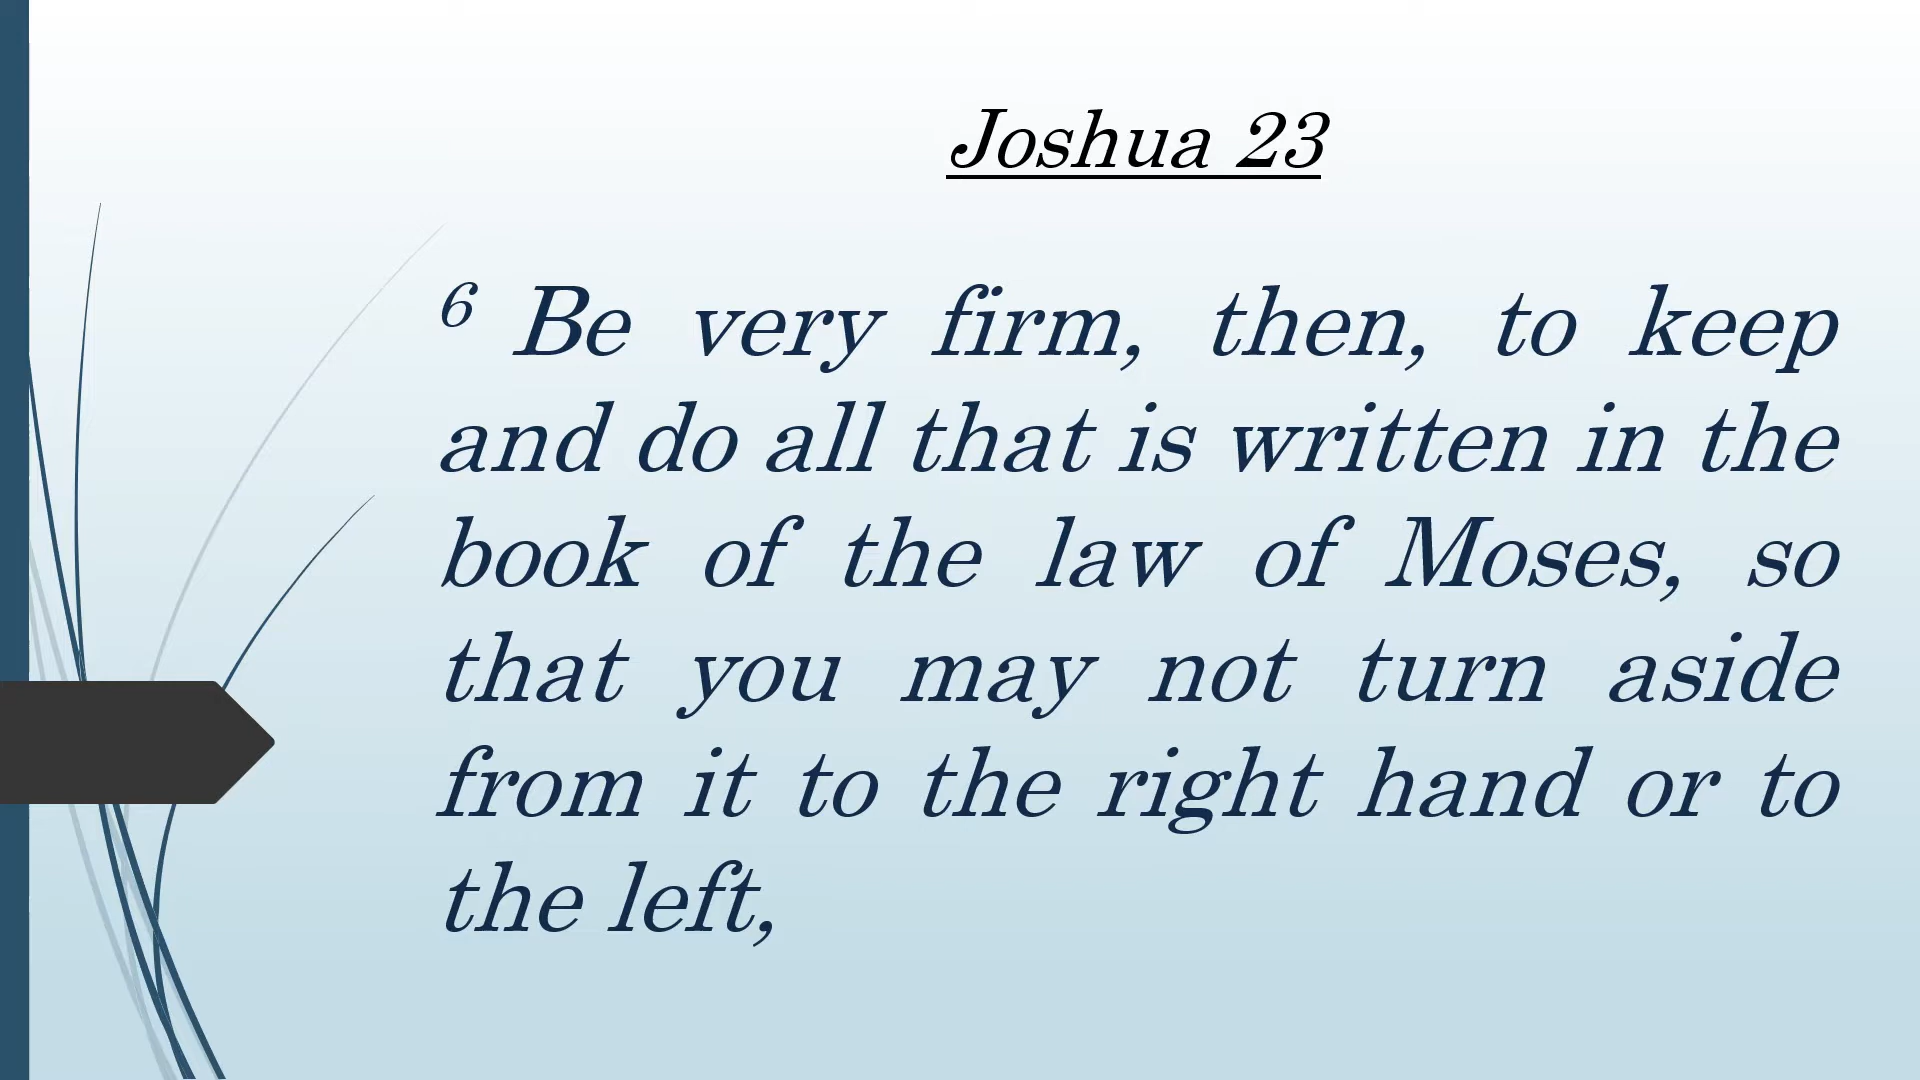 Joshua 23
6 Be very firm, then, to keep
and do all that is written in the
book of the law of Moses, so
that you may not turn aside
from it to the right hand or to
the left,